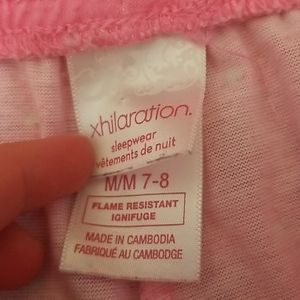 xhilaration.
sleepwear
vêtements de nuit
M/M 7-8
FLAME RESISTANT
IGNIFUGE
MADE IN CAMBODIA
FABRIQUÉ AU CAMBODGE